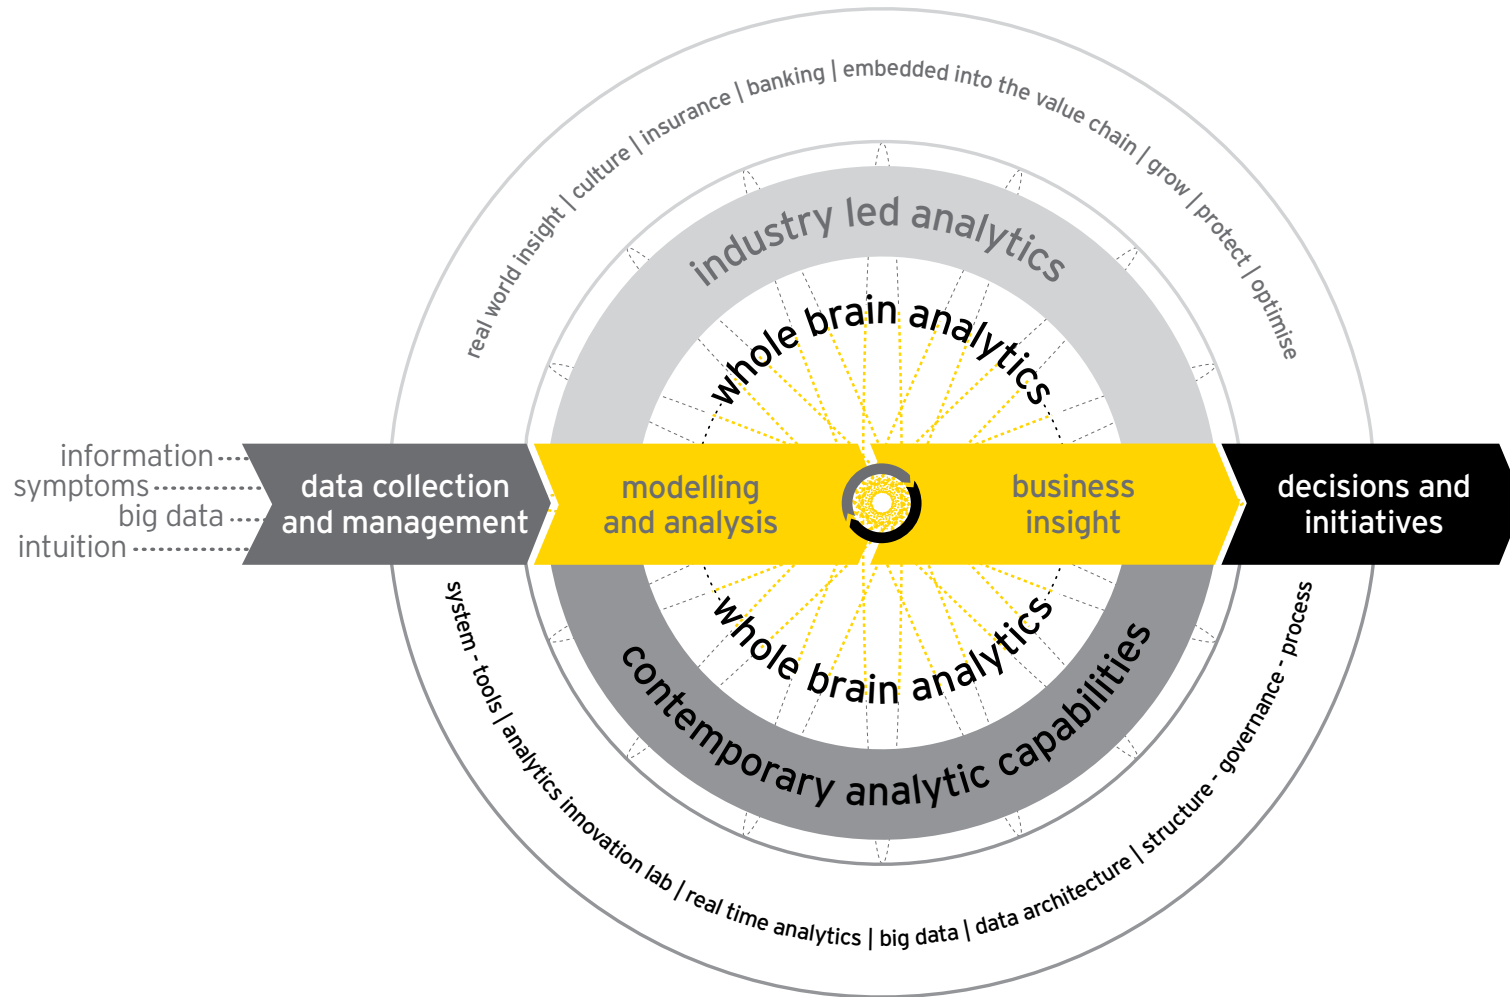 real world insight | culture | insurance | banking | embedded into the value chain | grow | protect | optimise
industry led analytics
whole brain analytics
information
symptoms
big data
intuition
data collection
and management
modelling
and analysis
business
insight
decisions and
initiatives
whole brain analytics
contemporary analytic capabilities
system - tools | analytics innovation lab | real time analytics | big data | data architecture | structure - governance - process